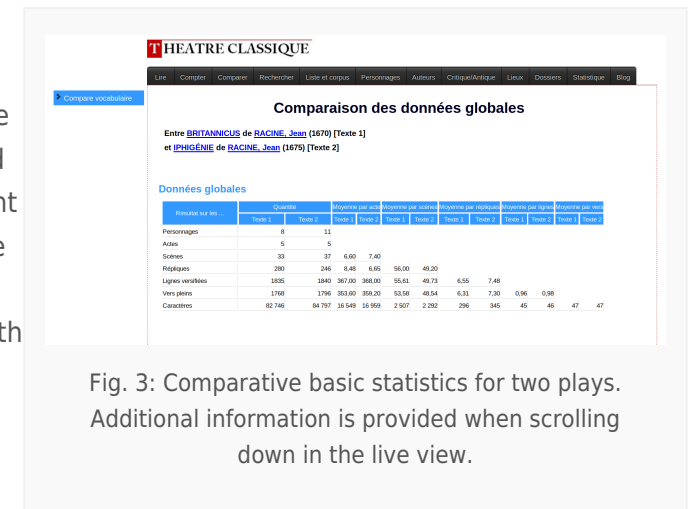 THEATRE CLASSIQUE
Lire Compter Comparer Rechercher Liste et corpus Personnages Auteurs Critique/Antique Lieux Dossiers Statistique Blog
Compare vocabulaire
Comparaison des données globales
Entre BRITANNICUS de RACINE, Jean (1670) [Texte 1]
et IPHIGÉNIE de RACINE, Jean (1675) [Texte 2]
Données globales
Résultat sur les ... Quantité Moyenne par acte Moyenne par scènes Moyenne par répliques Moyenne par lignes Moyenne par vers
Texte 1 Texte 2 Texte 1 Texte 2 Texte 1 Texte 2 Texte 1 Texte 2 Texte 1 Texte 2 Texte 1 Texte 2
Personnages 8 11
Actes 5 5
Scènes 33 37 6,60 7,40
Répliques 280 246 8,48 6,65 56,00 49,20
Lignes versifiées 1835 1840 367,00 368,00 55,61 49,73 6,55 7,48
Vers pleins 1768 1796 353,60 359,20 53,58 48,54 6,31 7,30 0,96 0,98
Caractères 82 746 84 797 16 549 16 959 2 507 2 292 296 345 45 46 47 47
Fig. 3: Comparative basic statistics for two plays.
Additional information is provided when scrolling
down in the live view.